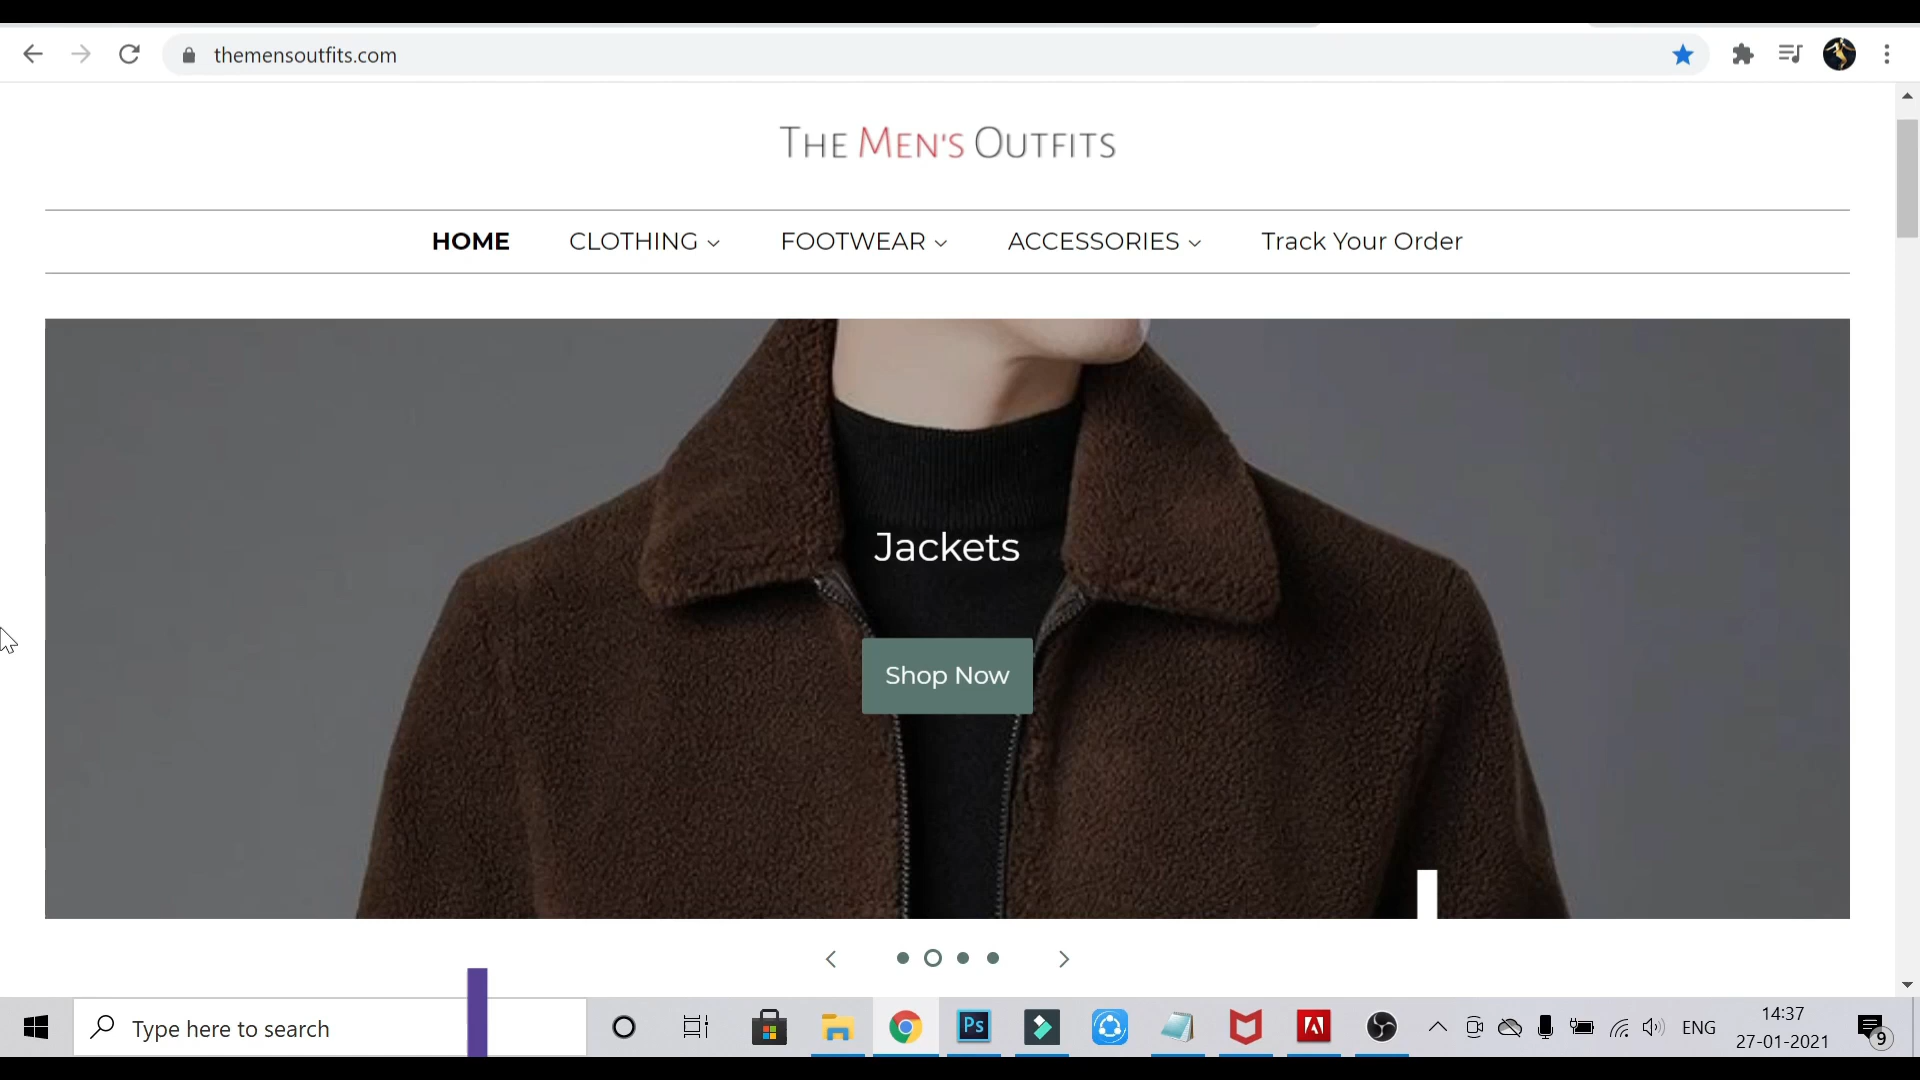 themensoutfits.com
THE MEN'S OUTFITS
HOME CLOTHING FOOTWEAR ACCESSORIES Track Your Order
Jackets
Shop Now
Type here to search
Ps
ENG
14:37
27-01-2021
9